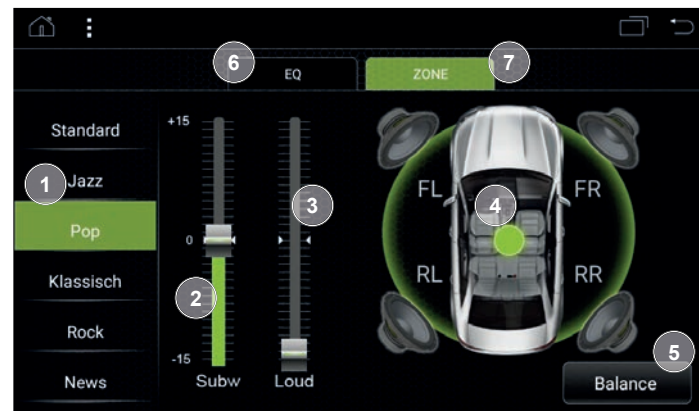 6
7
EQ
ZONE
Standard
Jazz
Pop
Klassisch
Rock
News
1
+15
0
-15
2
3
Subw
Loud
FL
FR
4
RL
RR
5
Balance